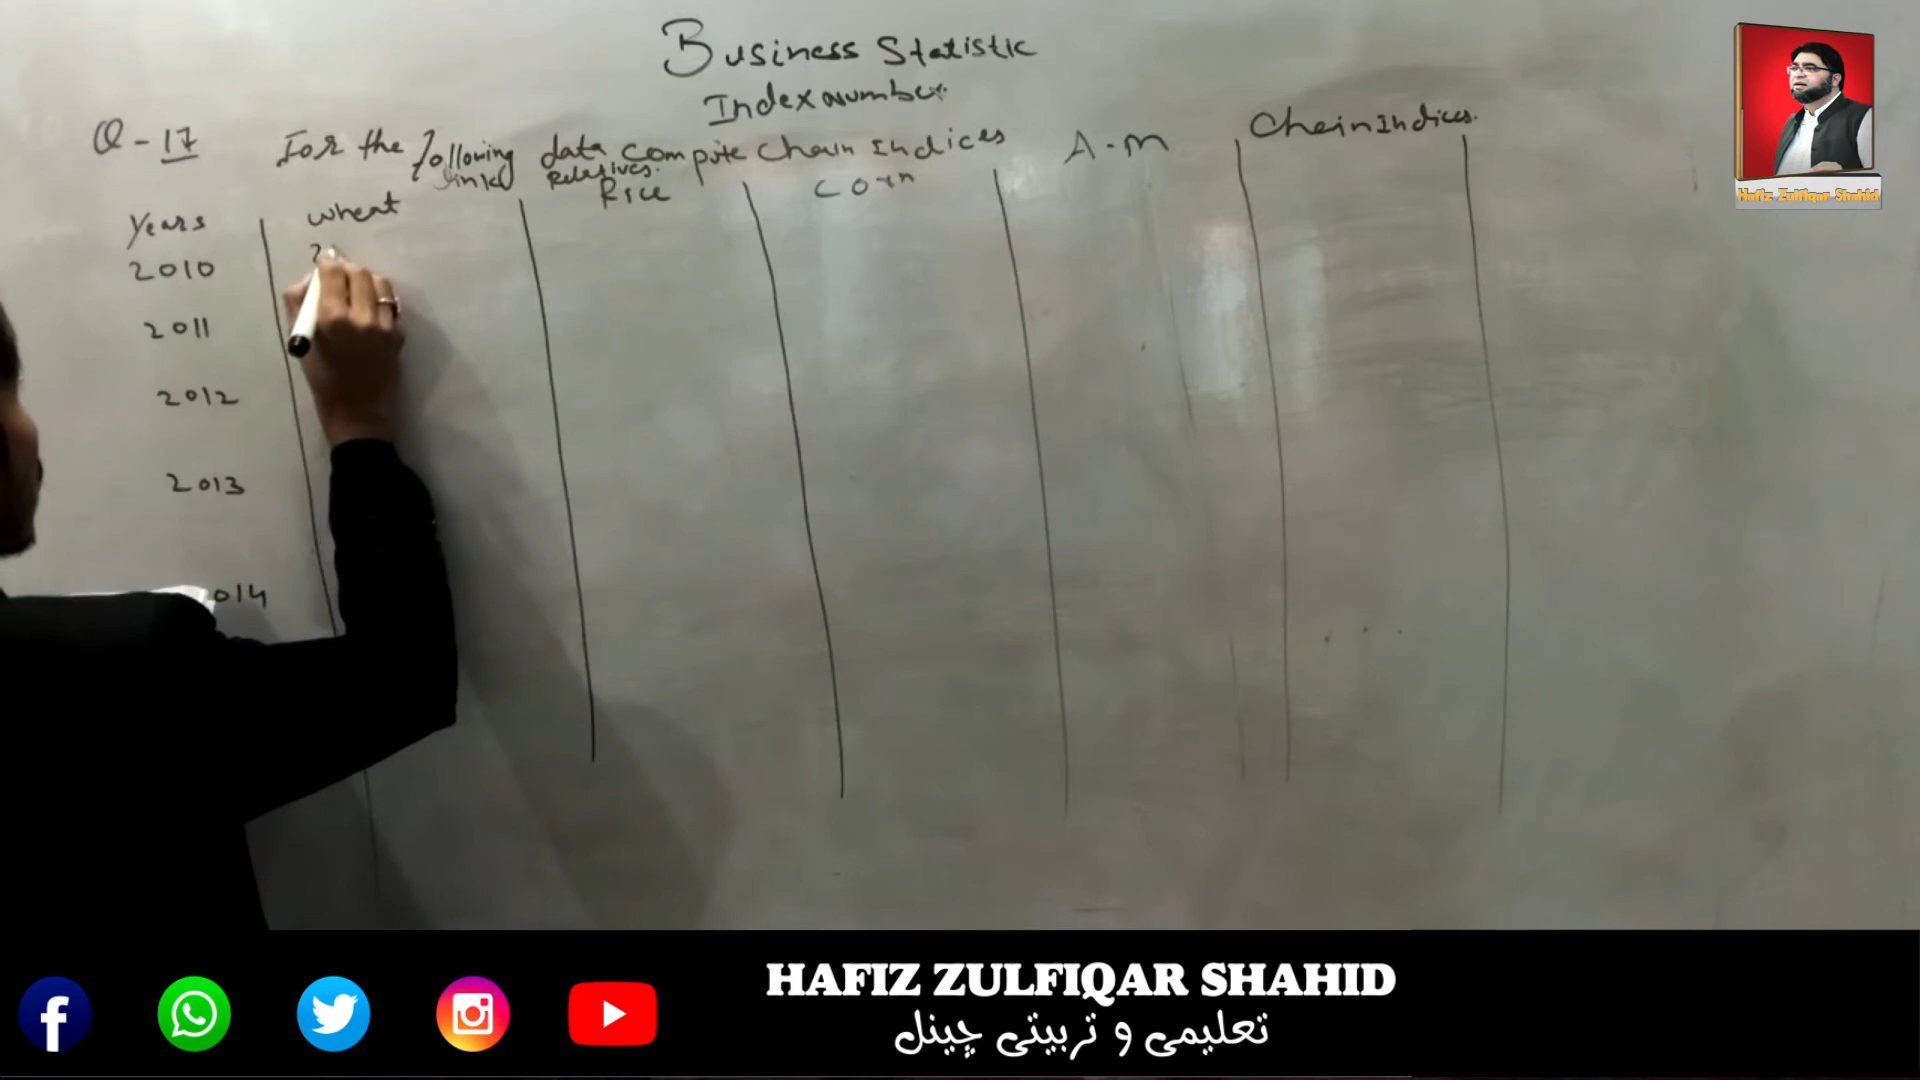 Business Statistic
Index number
Q-17 For the following data compute chain Indices A.M Chain Indices.
link Relatives.
Years wheat Rice Corn
2010
2011
2012
2013
014
Hafiz Zulfiqar Shahid
HAFIZ ZULFIQAR SHAHID
تعلیمی و تربیتی چینل